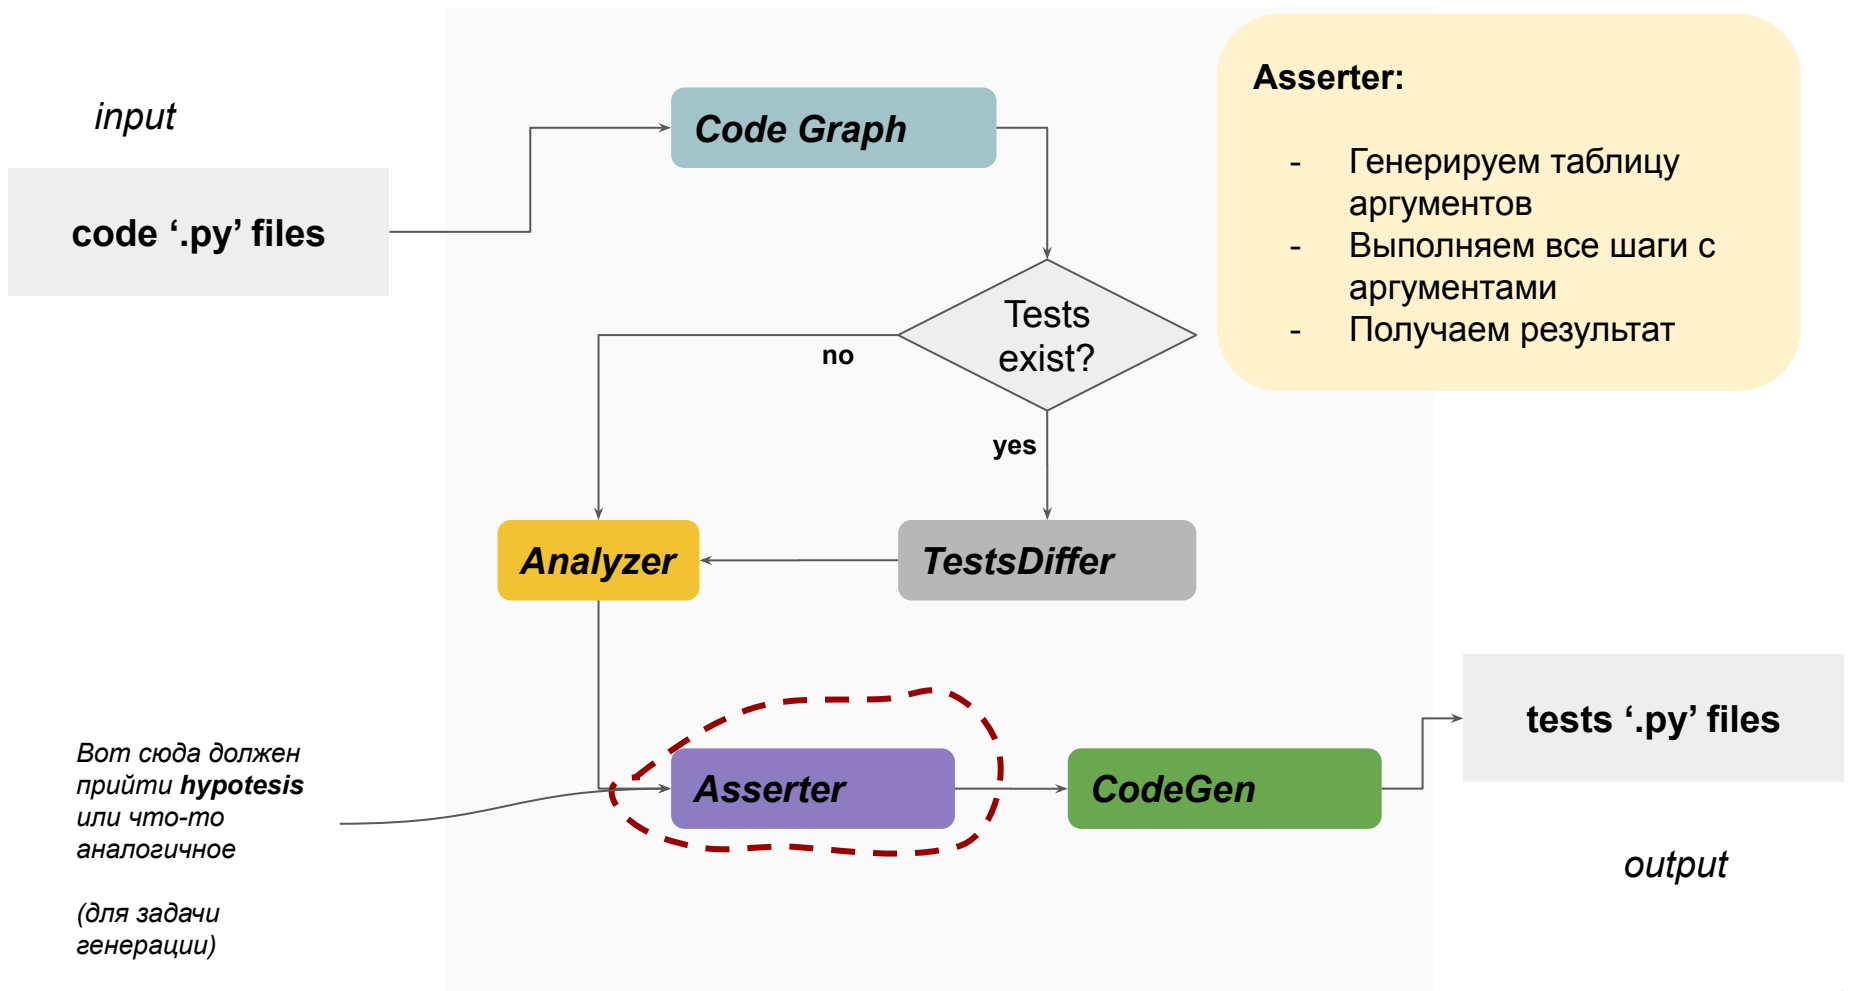 input
code ‘.py’ files
Code Graph
Asserter:
- Генерируем таблицу
аргументов
- Выполняем все шаги с
аргументами
- Получаем результат
Tests
exist?
no
yes
Analyzer
TestsDiffer
Вот сюда должен
прийти hypotesis
или что-то
аналогичное
(для задачи
генерации)
Asserter
CodeGen
tests ‘.py’ files
output